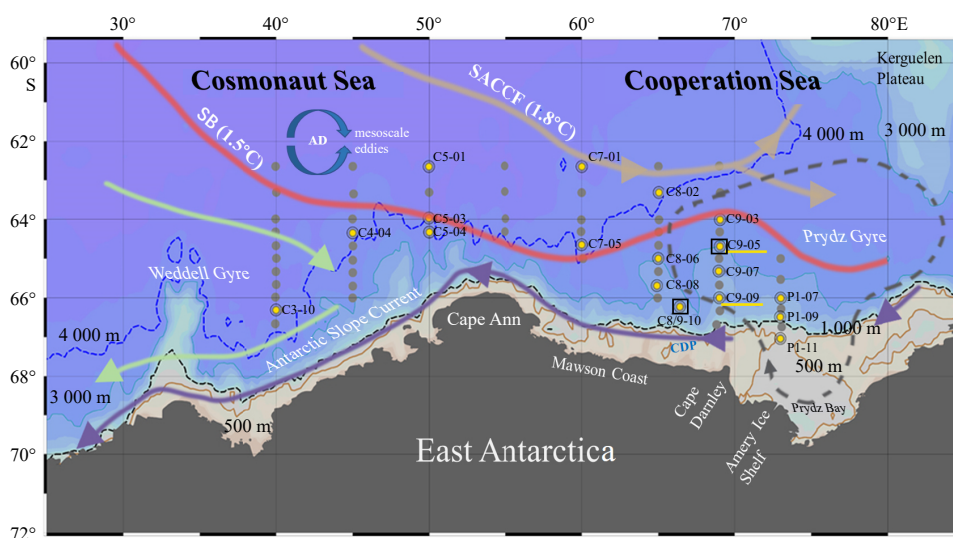 30° 40° 50° 60° 70° 80°E
60°
S
62°
64°
66°
68°
70°
72°
Cosmonaut Sea
Cooperation Sea
Kerguelen
Plateau
SACCF (1.8°C)
SB (1.5°C)
AD
mesoscale
eddies
4 000 m
3 000 m
C5-01
C7-01
C8-02
C5-03
C5-04
C4-04
C7-05
C9-03
C9-05
Prydz Gyre
C8-06
C9-07
C8-08
C9-09
P1-07
Weddell Gyre
C3-10
C8/9-10
P1-09
1 000 m
4 000 m
Antarctic Slope Current
Cape Ann
CDP
P1-11
500 m
Mawson Coast
3 000 m
Cape
Darnley
Prydz Bay
500 m
Amery Ice
Shelf
East Antarctica